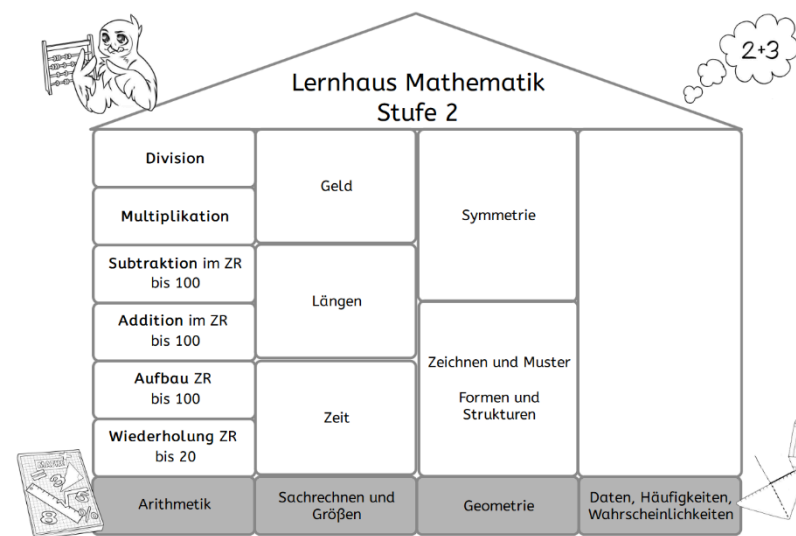 Lernhaus Mathematik
Stufe 2
2+3
Division
Multiplikation
Subtraktion im ZR
bis 100
Addition im ZR
bis 100
Aufbau ZR
bis 100
Wiederholung ZR
bis 20
Arithmetik
Geld
Längen
Zeit
Sachrechnen und
Größen
Symmetrie
Zeichnen und Muster
Formen und
Strukturen
Geometrie
Daten, Häufigkeiten,
Wahrscheinlichkeiten